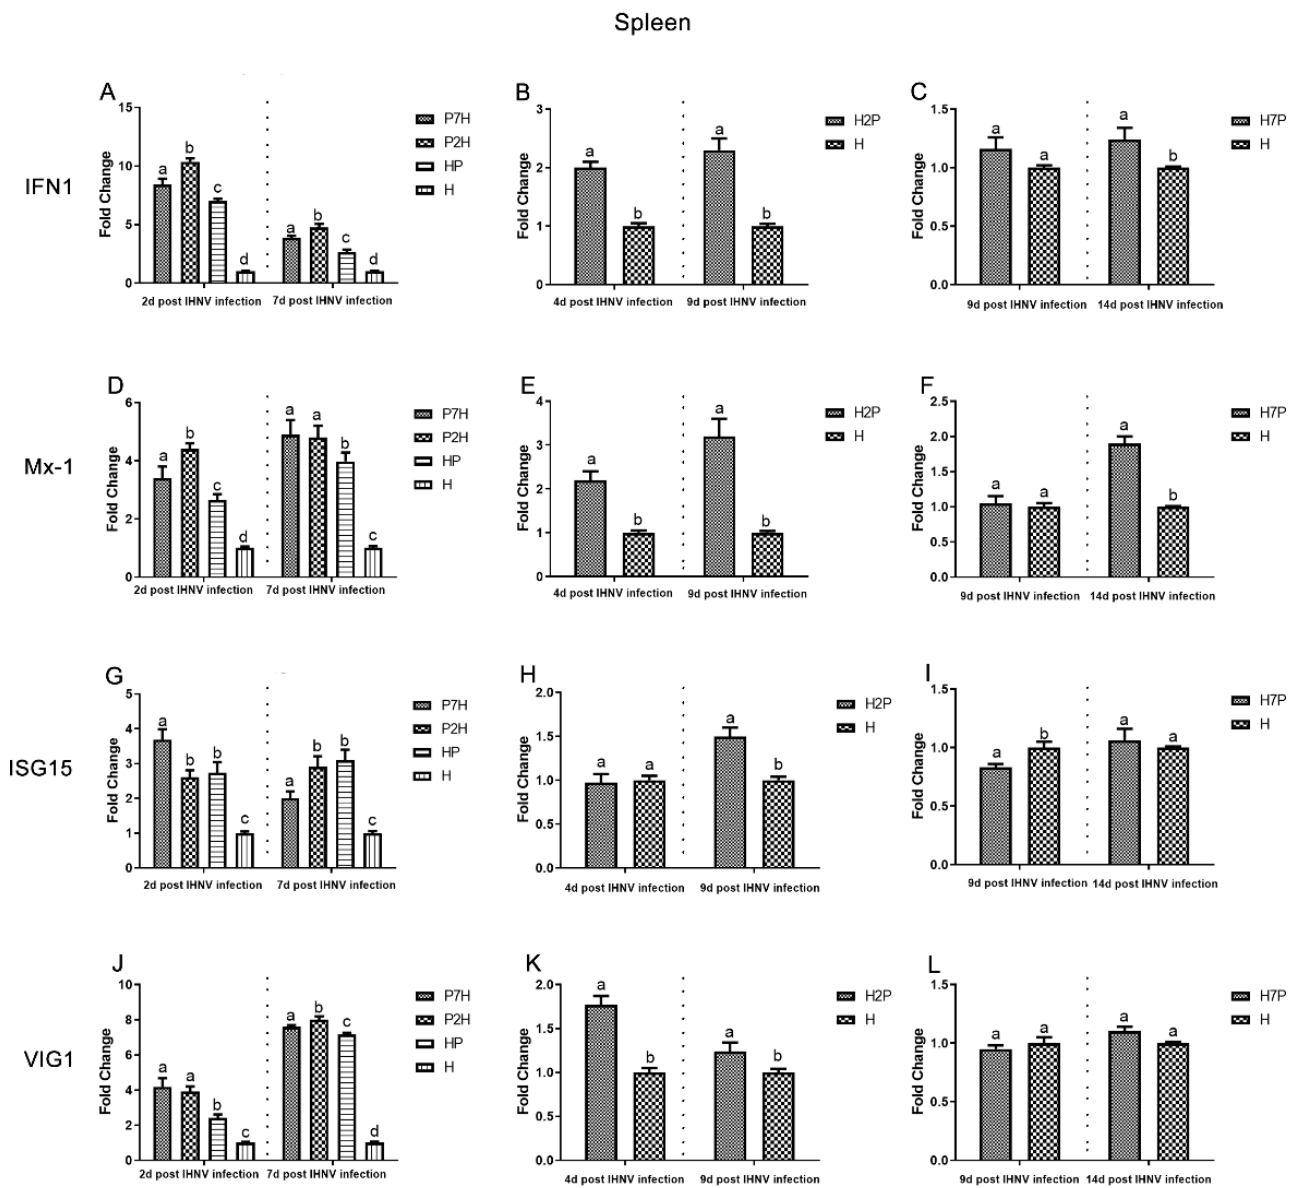 Spleen
A
B
C
IFN1
Fold Change
15
10
5
0
a
b
c
d
a
b
c
d
2d post IHNV infection
7d post IHNV infection
P7H
P2H
HP
H
Fold Change
3
2
1
0
a
b
a
b
4d post IHNV infection
9d post IHNV infection
H2P
H
Fold Change
1.5
1.0
0.5
0.0
a
a
a
b
9d post IHNV infection
14d post IHNV infection
H7P
H
D
E
F
Mx-1
Fold Change
6
4
2
0
a
b
c
d
a
a
b
c
2d post IHNV infection
7d post IHNV infection
P7H
P2H
HP
H
Fold Change
4
3
2
1
0
a
b
a
b
4d post IHNV infection
9d post IHNV infection
H2P
H
Fold Change
2.5
2.0
1.5
1.0
0.5
0.0
a
a
a
b
9d post IHNV infection
14d post IHNV infection
H7P
H
G
H
I
ISG15
Fold Change
5
4
3
2
1
0
a
b
b
c
a
b
b
c
2d post IHNV infection
7d post IHNV infection
P7H
P2H
HP
H
Fold Change
2.0
1.5
1.0
0.5
0.0
a
a
a
b
4d post IHNV infection
9d post IHNV infection
H2P
H
Fold Change
1.5
1.0
0.5
0.0
a
b
a
a
9d post IHNV infection
14d post IHNV infection
H7P
H
J
K
L
VIG1
Fold Change
10
8
6
4
2
0
a
a
b
c
a
b
c
d
2d post IHNV infection
7d post IHNV infection
P7H
P2H
HP
H
Fold Change
2.0
1.5
1.0
0.5
0.0
a
b
a
b
4d post IHNV infection
9d post IHNV infection
H2P
H
Fold Change
1.5
1.0
0.5
0.0
a
a
a
a
9d post IHNV infection
14d post IHNV infection
H7P
H